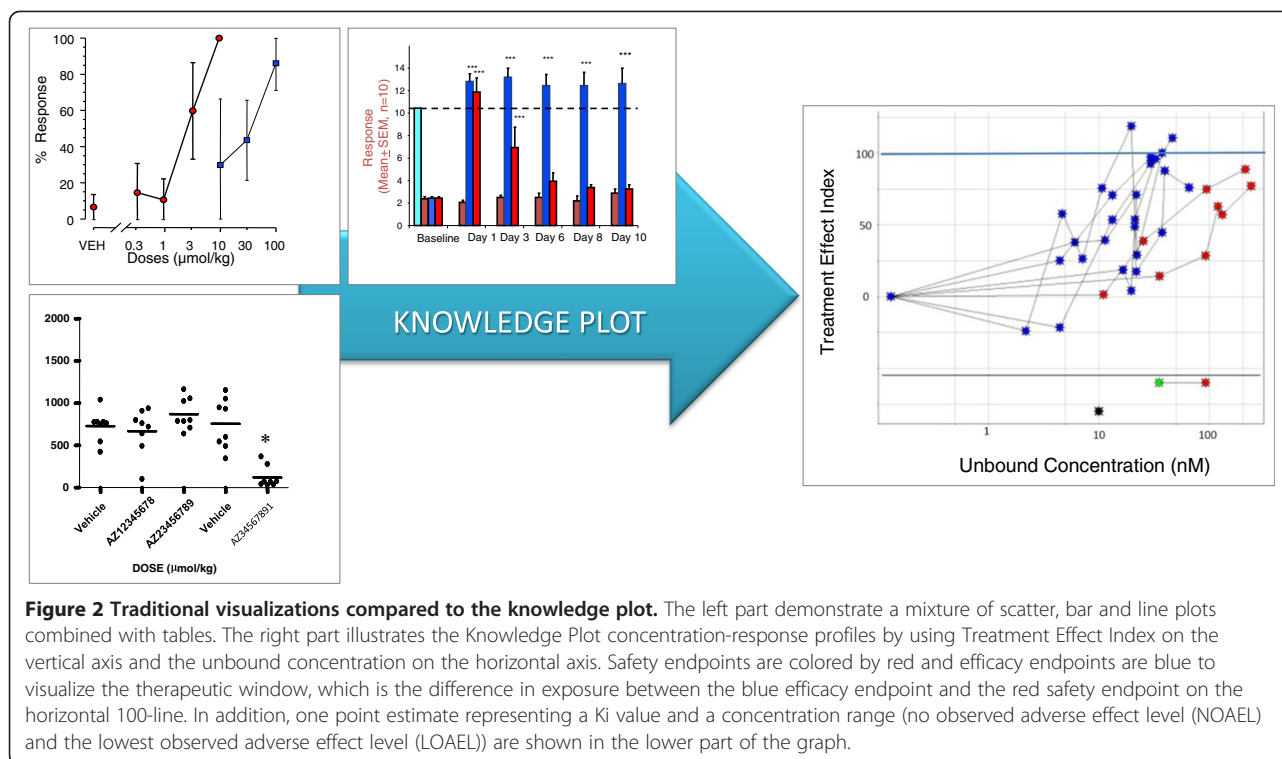 100
80
60
40
20
0
% Response
VEH 0.3 1 3 10 30 100
Doses (µmol/kg)
14
12
10
8
6
4
2
0
Response
(Mean±SEM, n=10)
*** *** *** *** *** *** ***
Baseline Day 1 Day 3 Day 6 Day 8 Day 10
2000
1500
1000
500
0
*
Vehicle AZ12345678 AZ23456789 Vehicle AZ34567891
DOSE (µmol/kg)
KNOWLEDGE PLOT
100
50
0
Treatment Effect Index
1 10 100
Unbound Concentration (nM)
Figure 2 Traditional visualizations compared to the knowledge plot. The left part demonstrate a mixture of scatter, bar and line plots
combined with tables. The right part illustrates the Knowledge Plot concentration-response profiles by using Treatment Effect Index on the
vertical axis and the unbound concentration on the horizontal axis. Safety endpoints are colored by red and efficacy endpoints are blue to
visualize the therapeutic window, which is the difference in exposure between the blue efficacy endpoint and the red safety endpoint on the
horizontal 100-line. In addition, one point estimate representing a Ki value and a concentration range (no observed adverse effect level (NOAEL)
and the lowest observed adverse effect level (LOAEL)) are shown in the lower part of the graph.